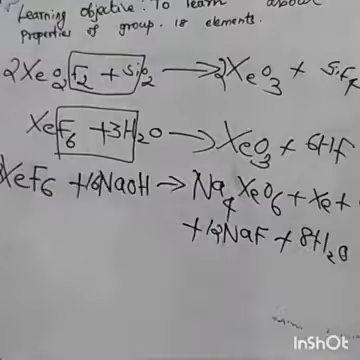 Learning objective: To learn about
properties of group. 18 elements.
2XeO₂F₂ + SiO₂ → 2XeO₃ + SiF₄
XeF₆ + 3H₂O → XeO₃ + 6HF
XeF₆ + 16NaOH → Na₄XeO₆ + Xe +
+ 12NaF + 8H₂O
InShOt